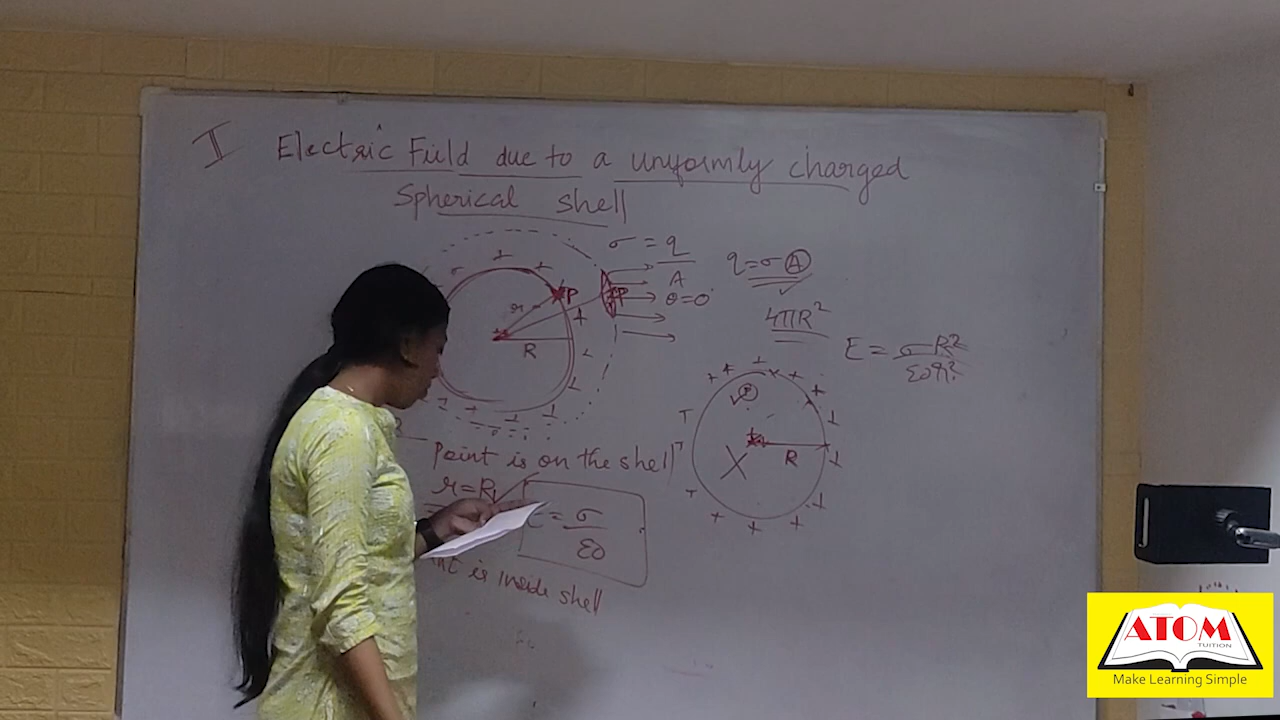 I Electric Field due to a uniformly charged
Spherical shell
σ = q
A
q = σ A
θ = 0°
4πR²
E = σR²
ε0r²
P
P
r
R
P
R
Point is on the shell
r = R
= σ
ε0
is inside shell
ATOM
TUITION
Make Learning Simple